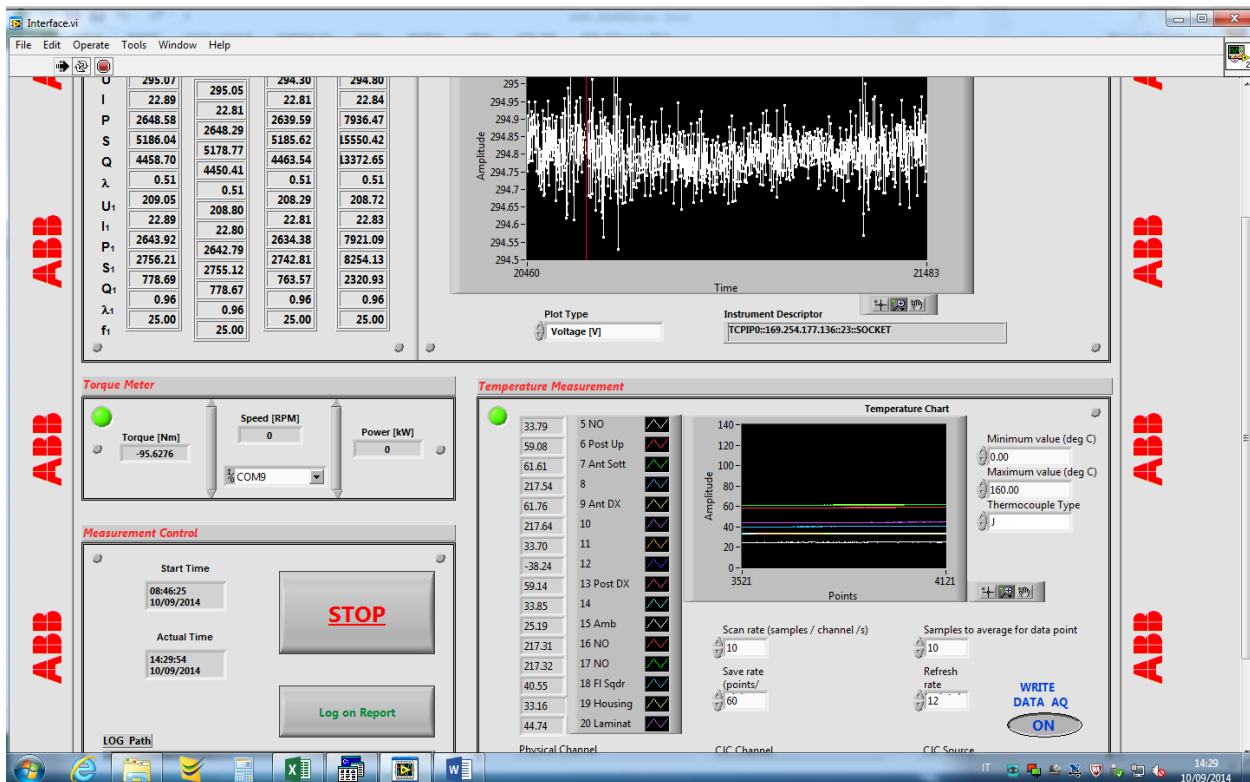 Interface.vi
File Edit Operate Tools Window Help
U 295.07 295.05 294.30 294.80
I 22.89 22.81 22.81 22.84
P 2648.58 2648.29 2639.59 7936.47
S 5186.04 5178.77 5185.62 15550.42
Q 4458.70 4450.41 4463.54 13372.65
λ 0.51 0.51 0.51 0.51
U1 209.05 208.80 208.29 208.72
I1 22.89 22.80 22.81 22.83
P1 2643.92 2642.79 2634.38 7921.09
S1 2756.21 2755.12 2742.81 8254.13
Q1 778.69 778.67 763.57 2320.93
λ1 0.96 0.96 0.96 0.96
f1 25.00 25.00 25.00 25.00
295
294.95
294.9
294.85
294.8
294.75
294.7
294.65
294.6
294.55
294.5
Amplitude
20460 21483
Time
Plot Type
Voltage [V]
Instrument Descriptor
TCPIP0::169.254.177.136::23::SOCKET
ABB
ABB
ABB
ABB
ABB
ABB
Torque Meter
Torque [Nm]
-95.6276
Speed [RPM]
0
COM9
Power [kW]
0
Measurement Control
Start Time
08:46:25
10/09/2014
Actual Time
14:29:54
10/09/2014
STOP
Log on Report
LOG Path
Temperature Measurement
33.79 5 NO
59.08 6 Post Up
61.61 7 Ant Sott
217.54 8
61.76 9 Ant DX
217.64 10
33.70 11
-38.24 12
59.14 13 Post DX
33.85 14
25.19 15 Amb
217.31 16 NO
217.32 17 NO
40.55 18 Fl Sqdr
33.16 19 Housing
44.74 20 Laminat
Temperature Chart
140
120
100
80
60
40
20
0
Amplitude
3521 4121
Points
Minimum value (deg C)
0.00
Maximum value (deg C)
160.00
Thermocouple Type
J
Scan rate (samples / channel /s)
10
Samples to average for data point
10
Save rate
(points/
60
Refresh
rate
12
WRITE
DATA AQ
ON
Physical Channel CJC Channel CJC Source
IT
14:29
10/09/2014